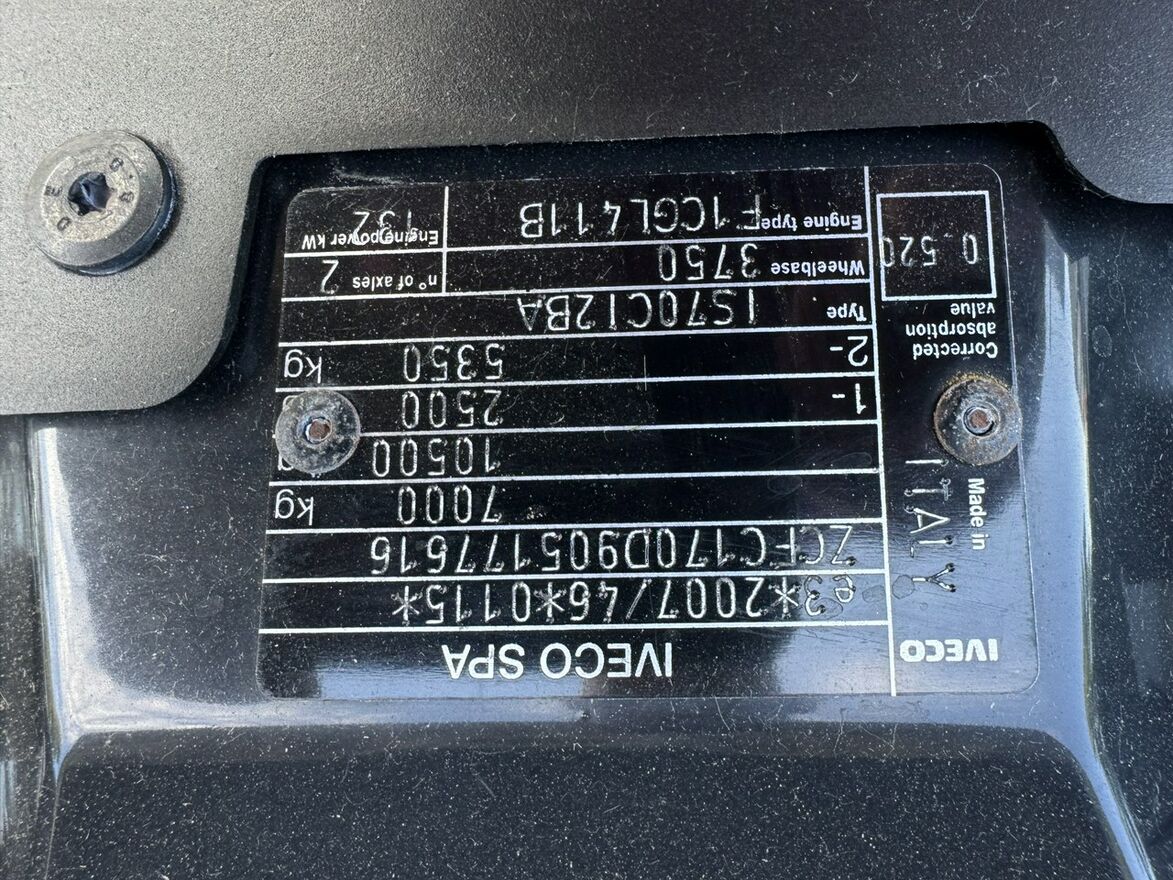 IVECO
IVECO SPA
e3*2007/46*0115*
ZCFC170D905177616
7000 kg
10500
1- 2500
2- 5350 kg
Type IS70CI2BA
Wheelbase 3750
n° of axles 2
Engine type F1CGL411B
Engine power kW 132
Made in
ITALY
Corrected
absorption
value
0.520